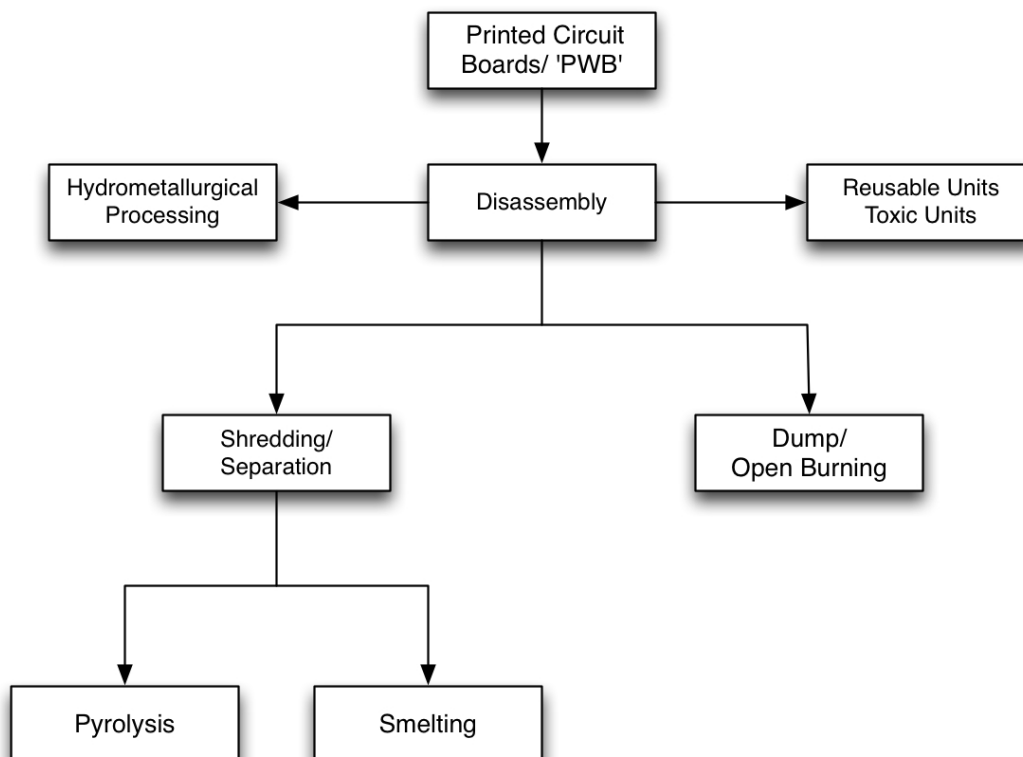 Printed Circuit
Boards/ 'PWB'
Hydrometallurgical
Processing
Disassembly
Reusable Units
Toxic Units
Shredding/
Separation
Dump/
Open Burning
Pyrolysis
Smelting